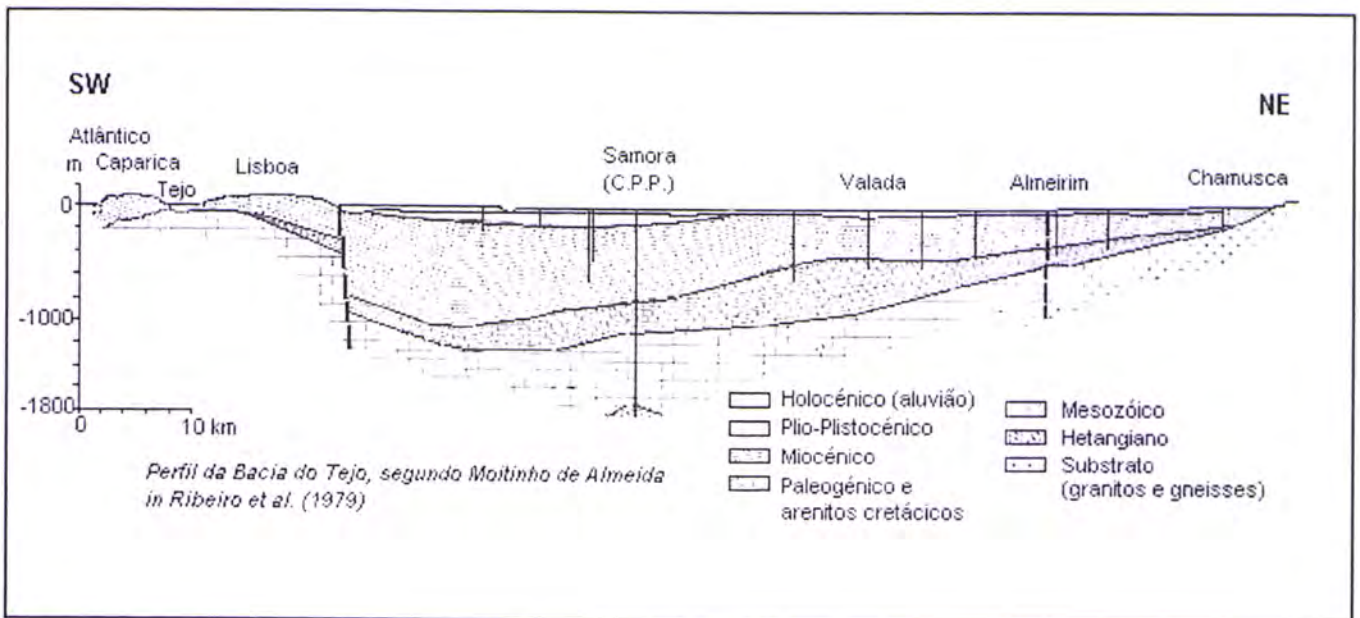 SW
NE
Atlântico
m Caparica
Tejo
Lisboa
Samora
(C.P.P.)
Valada
Almeirim
Chamusca
0
-1000
-1800
0 10 km
Perfil da Bacia do Tejo, segundo Moitinho de Almeida
in Ribeiro et al. (1979)
Holocénico (aluvião)
Plio-Plistocénico
Miocénico
Paleogénico e
arenitos cretácicos
Mesozóico
Hetangiano
Substrato
(granitos e gneisses)